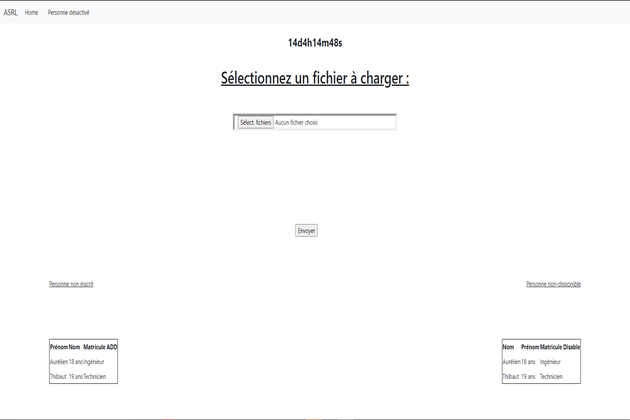 ASRL Home Personne désactivé
14d4h14m48s
Sélectionnez un fichier à charger :
Sélect. fichiers Aucun fichier choisi
Envoyer
Personne non inscrit Personne non-disponible
Prénom Nom Matricule ADD Nom Prénom Matricule Disable
Aurélien 18 ans Ingénieur Aurélien 18 ans Ingénieur
Thibaut 19 ans Technicien Thibaut 19 ans Technicien